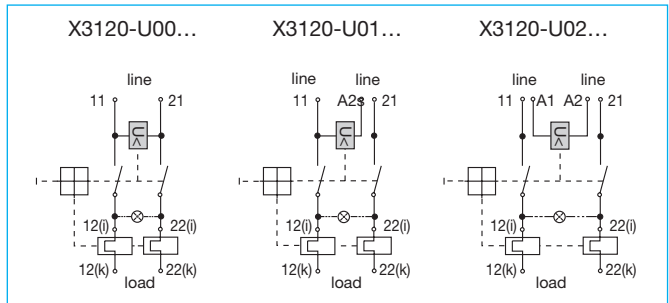 X3120-U00... X3120-U01... X3120-U02...
line line line line line
11 21 11 A2s 21 11 A1 A2 21
U< U< U<
12(i) 22(i) 12(i) 22(i) 12(i) 22(i)
12(k) 22(k) 12(k) 22(k) 12(k) 22(k)
load load load